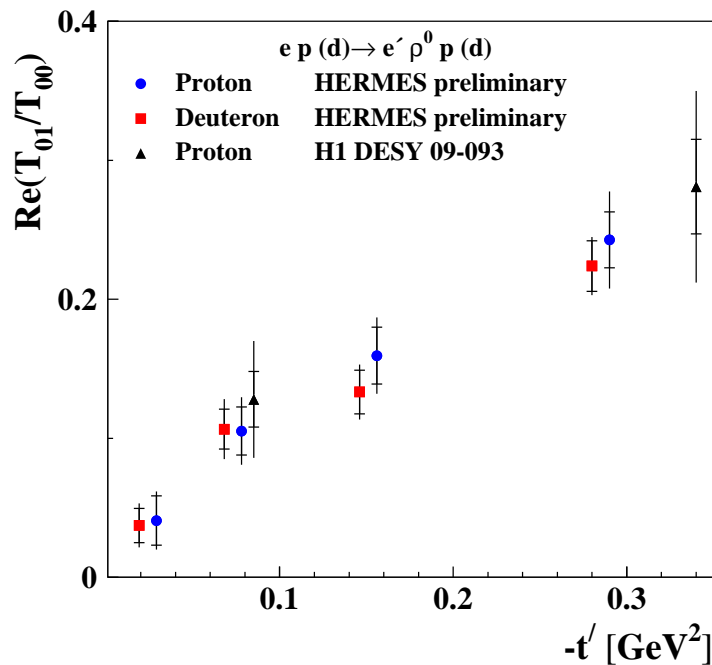 0.4
e p (d)→ e´ ρ⁰ p (d)
Proton HERMES preliminary
Deuteron HERMES preliminary
Proton H1 DESY 09-093
Re(T₀₁/T₀₀)
0.2
0
0.1 0.2 0.3
-t′ [GeV²]